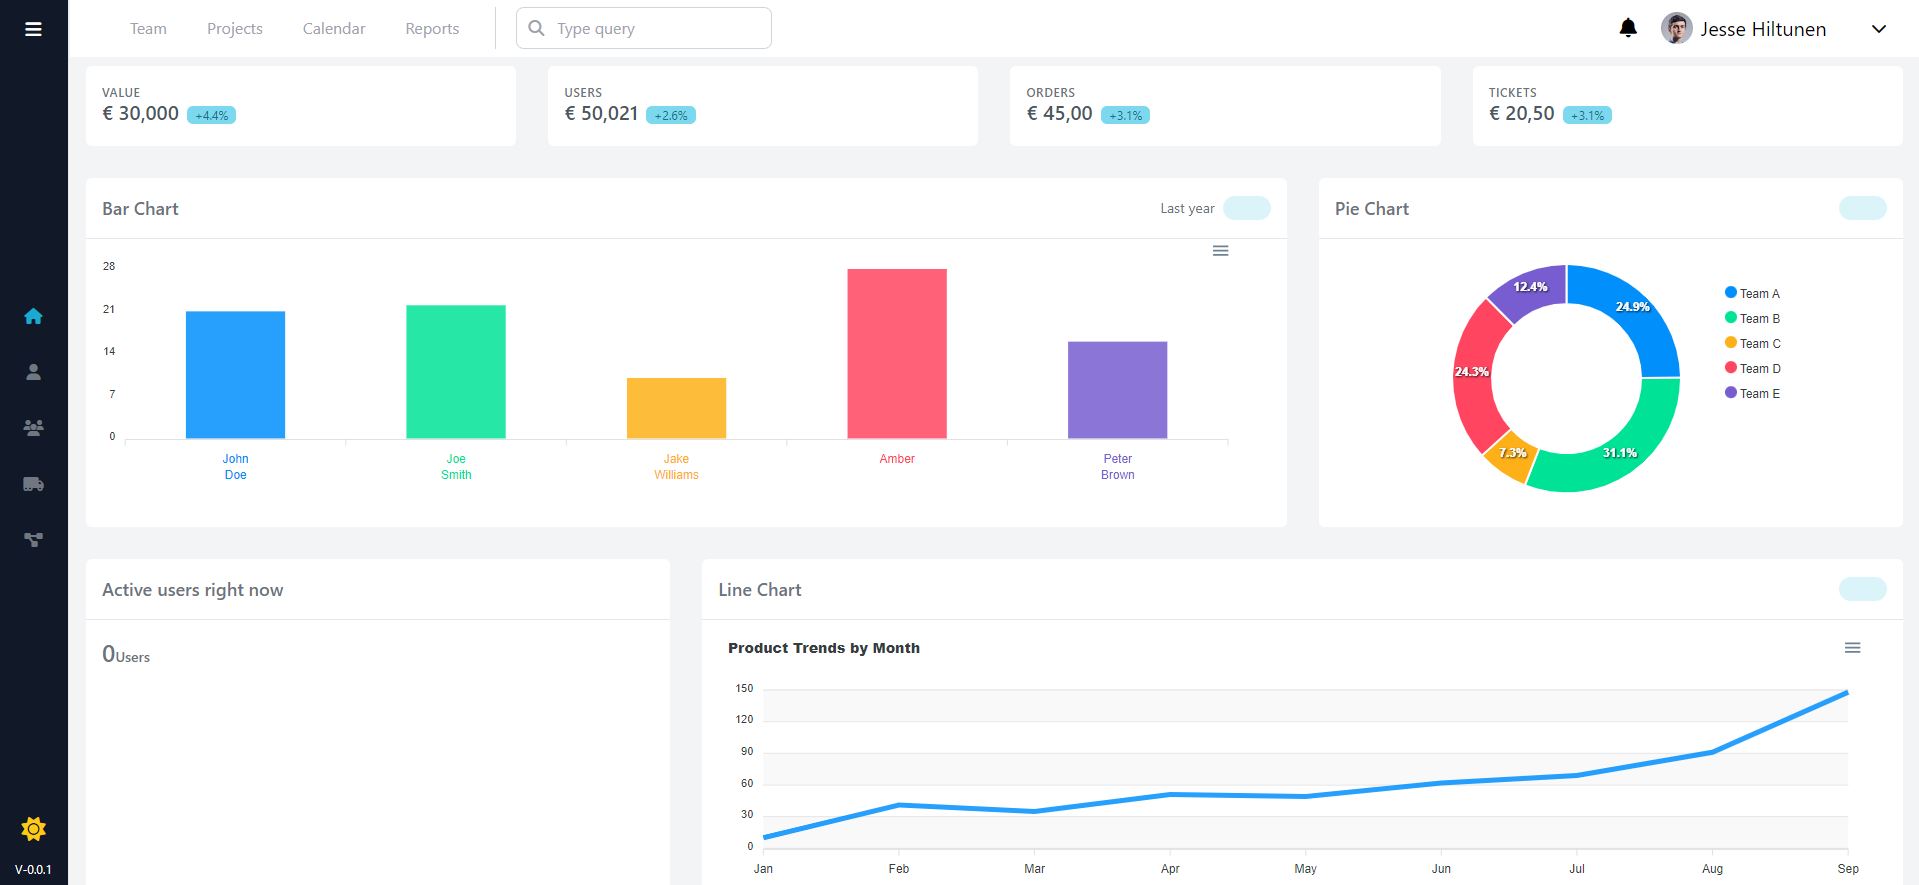 Team Projects Calendar Reports Type query Jesse Hiltunen
VALUE
€ 30,000 +4.4%
USERS
€ 50,021 +2.6%
ORDERS
€ 45,00 +3.1%
TICKETS
€ 20,50 +3.1%
Bar Chart Last year
28
21
14
7
0
John
Doe
Joe
Smith
Jake
Williams
Amber
Peter
Brown
Pie Chart
12.4%
24.9%
24.3%
7.3%
31.1%
Team A
Team B
Team C
Team D
Team E
Active users right now
0Users
Line Chart
Product Trends by Month
150
120
90
60
30
0
Jan Feb Mar Apr May Jun Jul Aug Sep
V-0.0.1